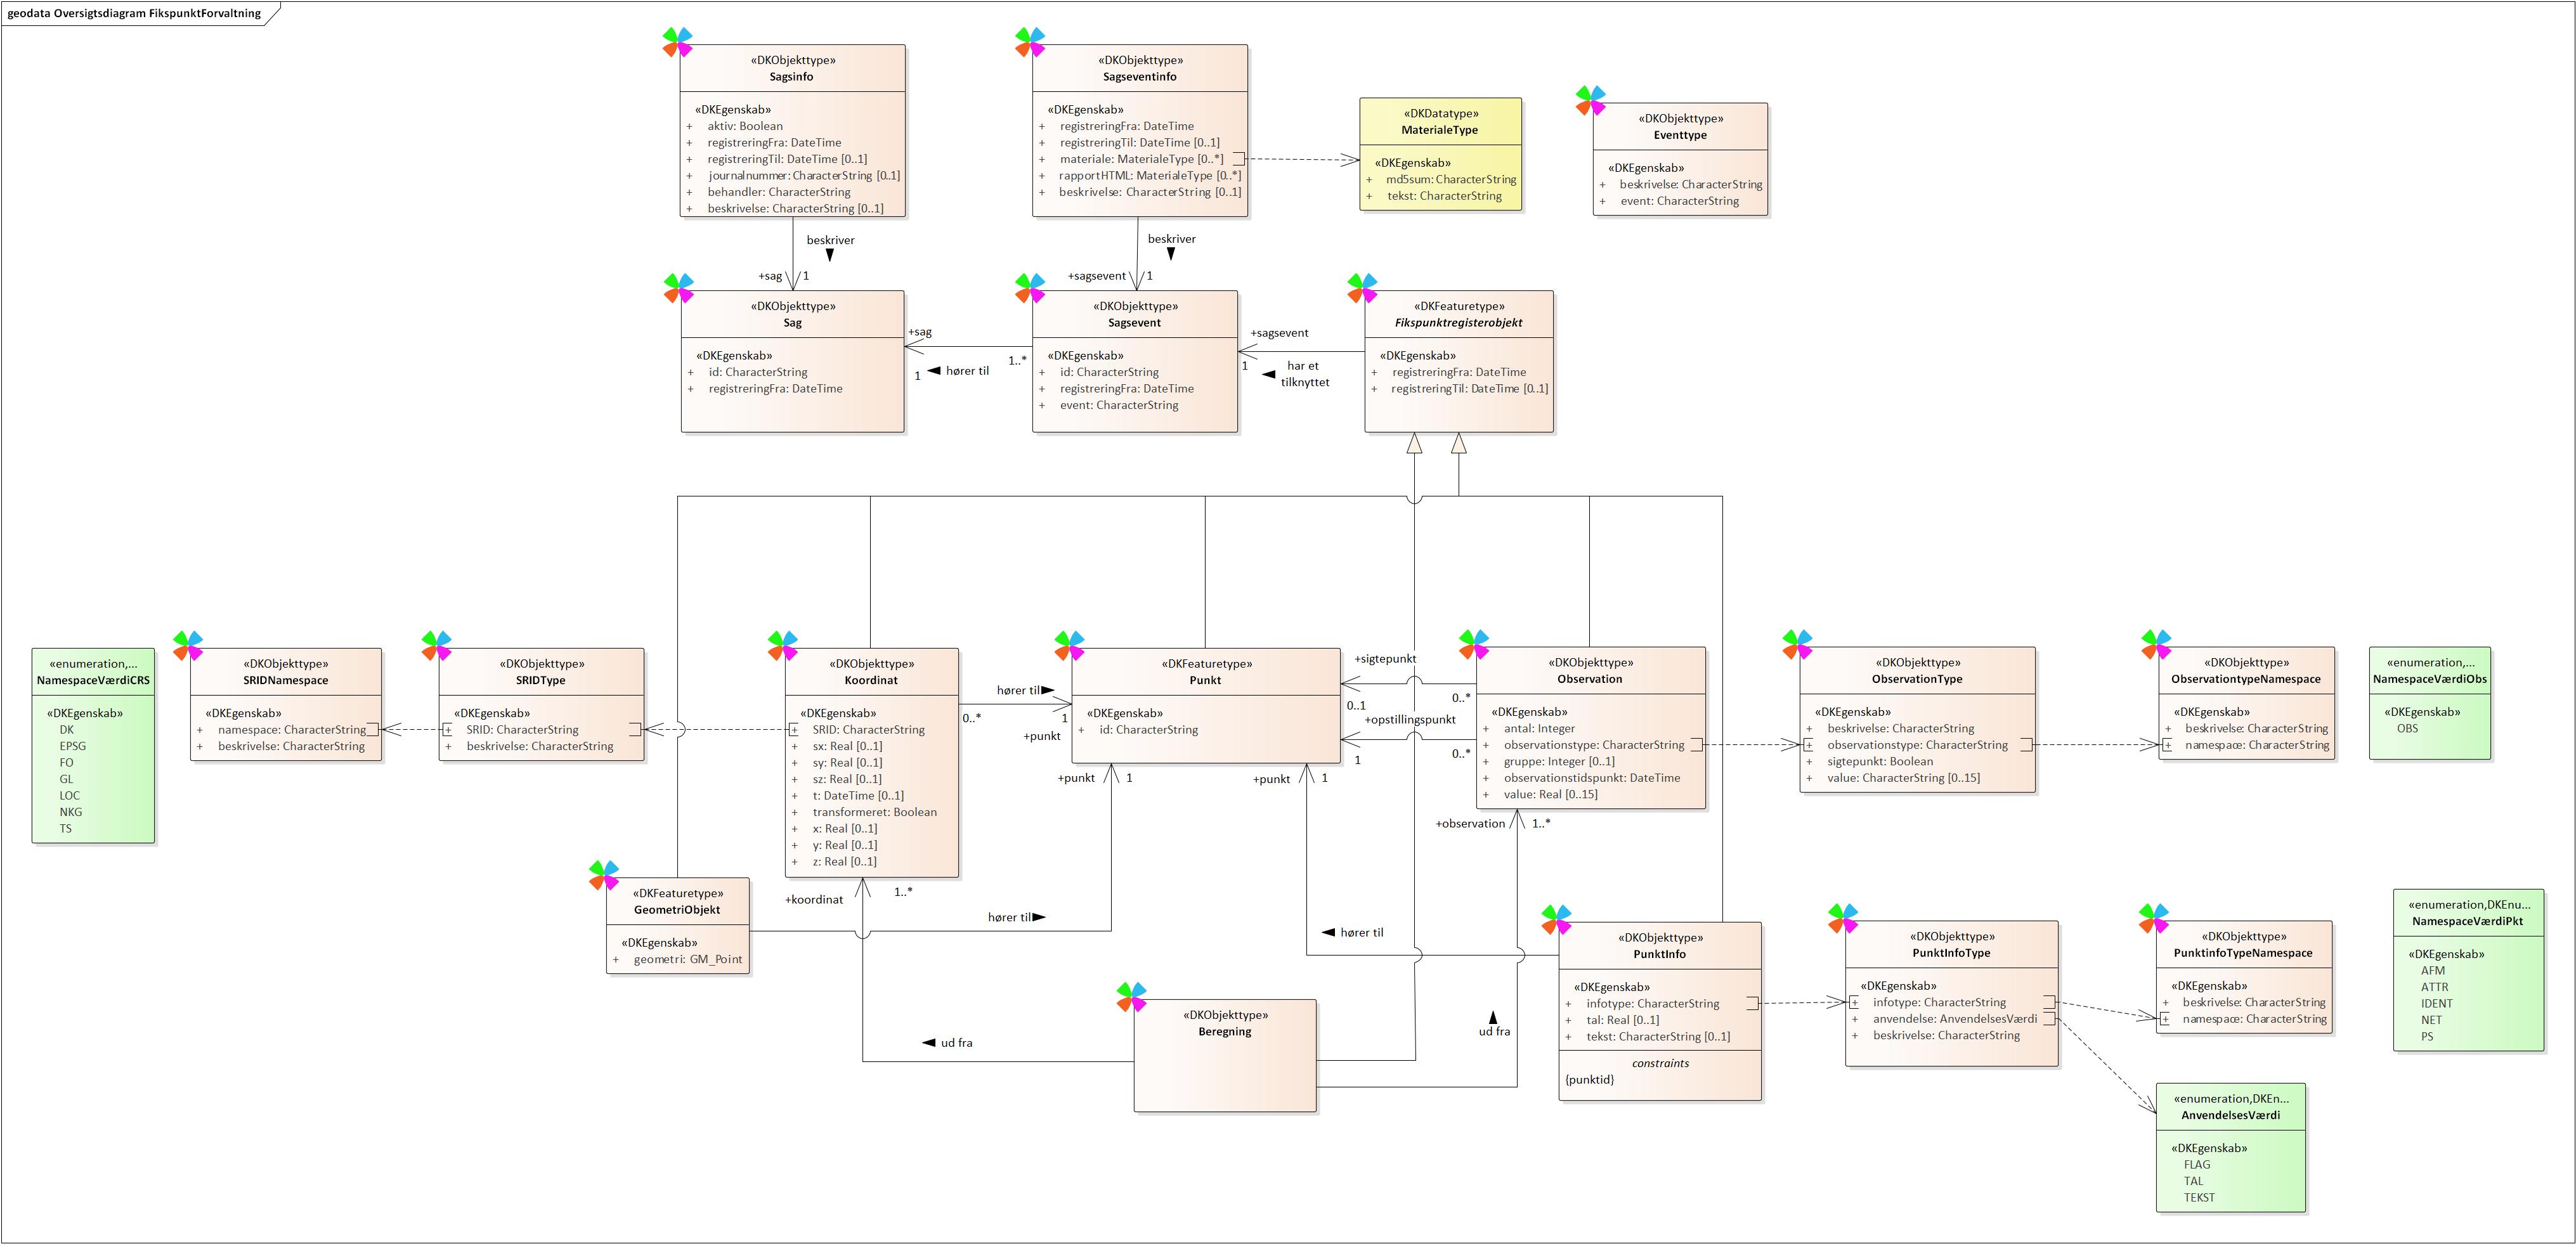 geodata Oversigtsdiagram FikspunktForvaltning
«DKObjekttype»
Sagsinfo
«DKEgenskab»
+ aktiv: Boolean
+ registreringFra: DateTime
+ registreringTil: DateTime [0..1]
+ journalnummer: CharacterString [0..1]
+ behandler: CharacterString
+ beskrivelse: CharacterString [0..1]
«DKObjekttype»
Sagseventinfo
«DKEgenskab»
+ registreringFra: DateTime
+ registreringTil: DateTime [0..1]
+ materiale: MaterialeType [0..*]
+ rapportHTML: MaterialeType [0..*]
+ beskrivelse: CharacterString [0..1]
«DKDatatype»
MaterialeType
«DKEgenskab»
+ md5sum: CharacterString
+ tekst: CharacterString
«DKObjekttype»
Eventtype
«DKEgenskab»
+ beskrivelse: CharacterString
+ event: CharacterString
beskriver
+sag 1
beskriver
+sagsevent 1
«DKObjekttype»
Sag
«DKEgenskab»
+ id: CharacterString
+ registreringFra: DateTime
+sag
1
hører til
1..*
«DKObjekttype»
Sagsevent
«DKEgenskab»
+ id: CharacterString
+ registreringFra: DateTime
+ event: CharacterString
+sagsevent
1
har et
tilknyttet
«DKFeaturetype»
Fikspunktregisterobjekt
«DKEgenskab»
+ registreringFra: DateTime
+ registreringTil: DateTime [0..1]
«enumeration,...
NamespaceVærdiCRS
«DKEgenskab»
DK
EPSG
FO
GL
LOC
NKG
TS
«DKObjekttype»
SRIDNamespace
«DKEgenskab»
+ namespace: CharacterString
+ beskrivelse: CharacterString
«DKObjekttype»
SRIDType
«DKEgenskab»
+ SRID: CharacterString
+ beskrivelse: CharacterString
«DKObjekttype»
Koordinat
«DKEgenskab»
+ SRID: CharacterString
+ sx: Real [0..1]
+ sy: Real [0..1]
+ sz: Real [0..1]
+ t: DateTime [0..1]
+ transformeret: Boolean
+ x: Real [0..1]
+ y: Real [0..1]
+ z: Real [0..1]
hører til
0..*
1
+punkt
«DKFeaturetype»
Punkt
«DKEgenskab»
+ id: CharacterString
+sigtepunkt
0..*
0..1
+opstillingspunkt
0..*
1
«DKObjekttype»
Observation
«DKEgenskab»
+ antal: Integer
+ observationstype: CharacterString
+ gruppe: Integer [0..1]
+ observationstidspunkt: DateTime
+ value: Real [0..15]
«DKObjekttype»
ObservationType
«DKEgenskab»
+ beskrivelse: CharacterString
+ observationstype: CharacterString
+ sigtepunkt: Boolean
+ value: CharacterString [0..15]
«DKObjekttype»
ObservationtypeNamespace
«DKEgenskab»
+ beskrivelse: CharacterString
+ namespace: CharacterString
«enumeration,...
NamespaceVærdiObs
«DKEgenskab»
OBS
+punkt 1
+punkt 1
+observation 1..*
«DKFeaturetype»
GeometriObjekt
«DKEgenskab»
+ geometri: GM_Point
+koordinat
1..*
hører til
hører til
«DKObjekttype»
Beregning
ud fra
ud fra
«DKObjekttype»
PunktInfo
«DKEgenskab»
+ infotype: CharacterString
+ tal: Real [0..1]
+ tekst: CharacterString [0..1]
constraints
{punktid}
«DKObjekttype»
PunktInfoType
«DKEgenskab»
+ infotype: CharacterString
+ anvendelse: AnvendelsesVærdi
+ beskrivelse: CharacterString
«DKObjekttype»
PunktinfoTypeNamespace
«DKEgenskab»
+ beskrivelse: CharacterString
+ namespace: CharacterString
«enumeration,DKEnu...
NamespaceVærdiPkt
«DKEgenskab»
AFM
ATTR
IDENT
NET
PS
«enumeration,DKEn...
AnvendelsesVærdi
«DKEgenskab»
FLAG
TAL
TEKST